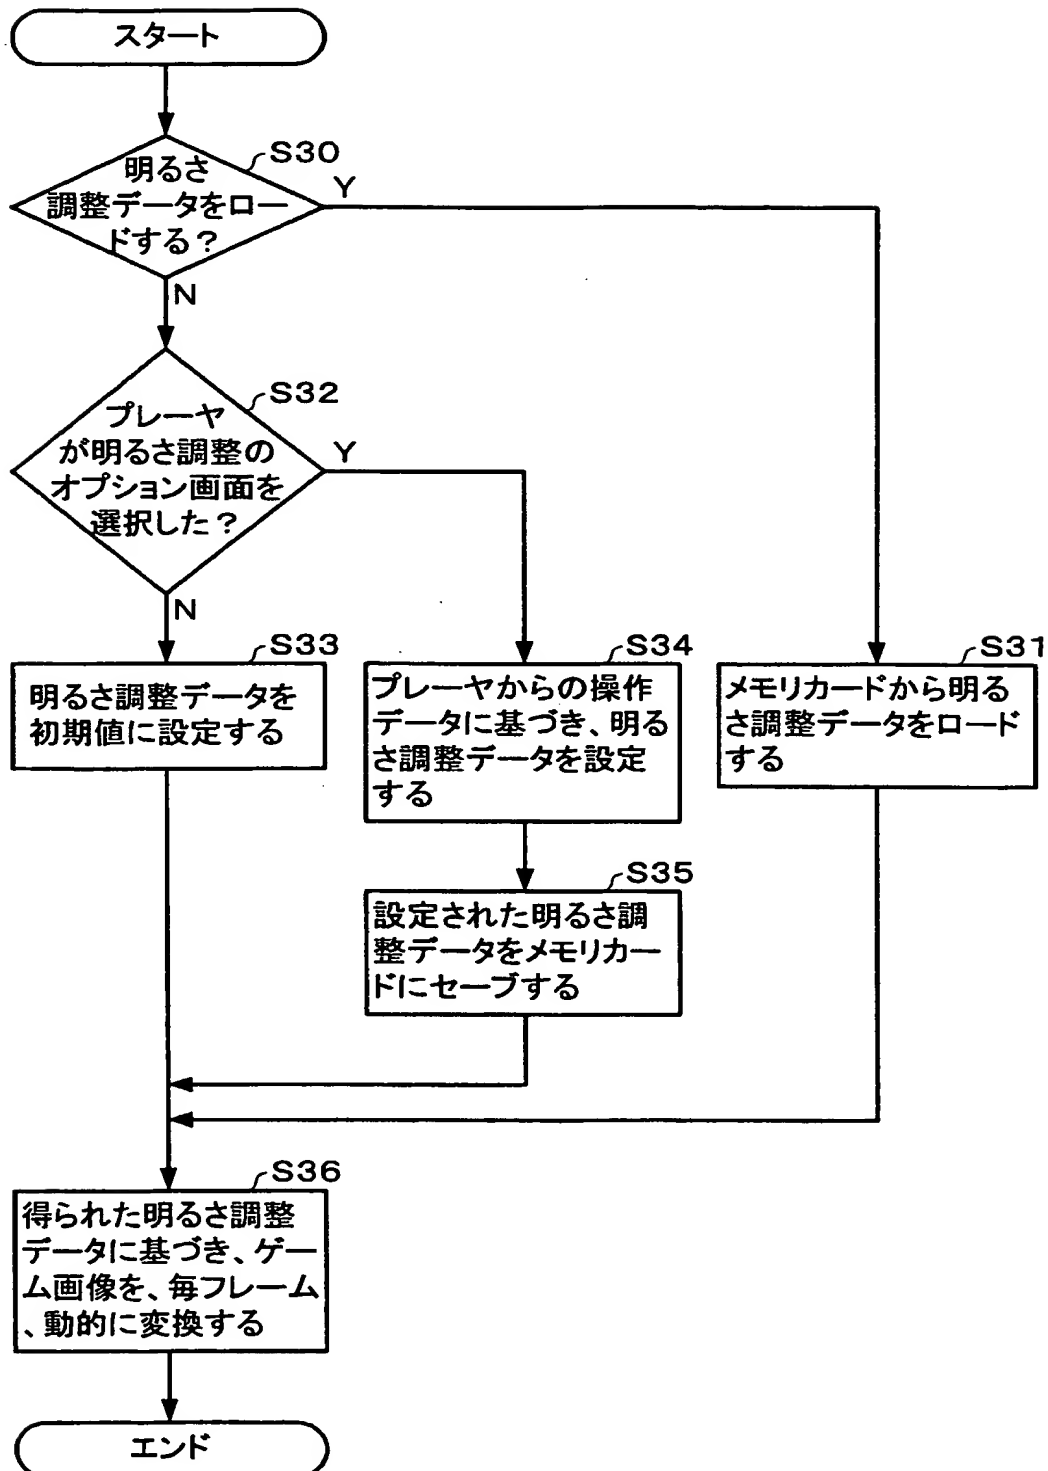 スタート
S30
明るさ
調整データをロー
ドする?
Y
N
S32
プレーヤ
が明るさ調整の
オプション画面を
選択した?
Y
N
S33
明るさ調整データを
初期値に設定する
S34
プレーヤからの操作
データに基づき、明る
さ調整データを設定
する
S31
メモリカードから明る
さ調整データをロード
する
S35
設定された明るさ調
整データをメモリカー
ドにセーブする
S36
得られた明るさ調整
データに基づき、ゲー
ム画像を、毎フレーム
、動的に変換する
エンド